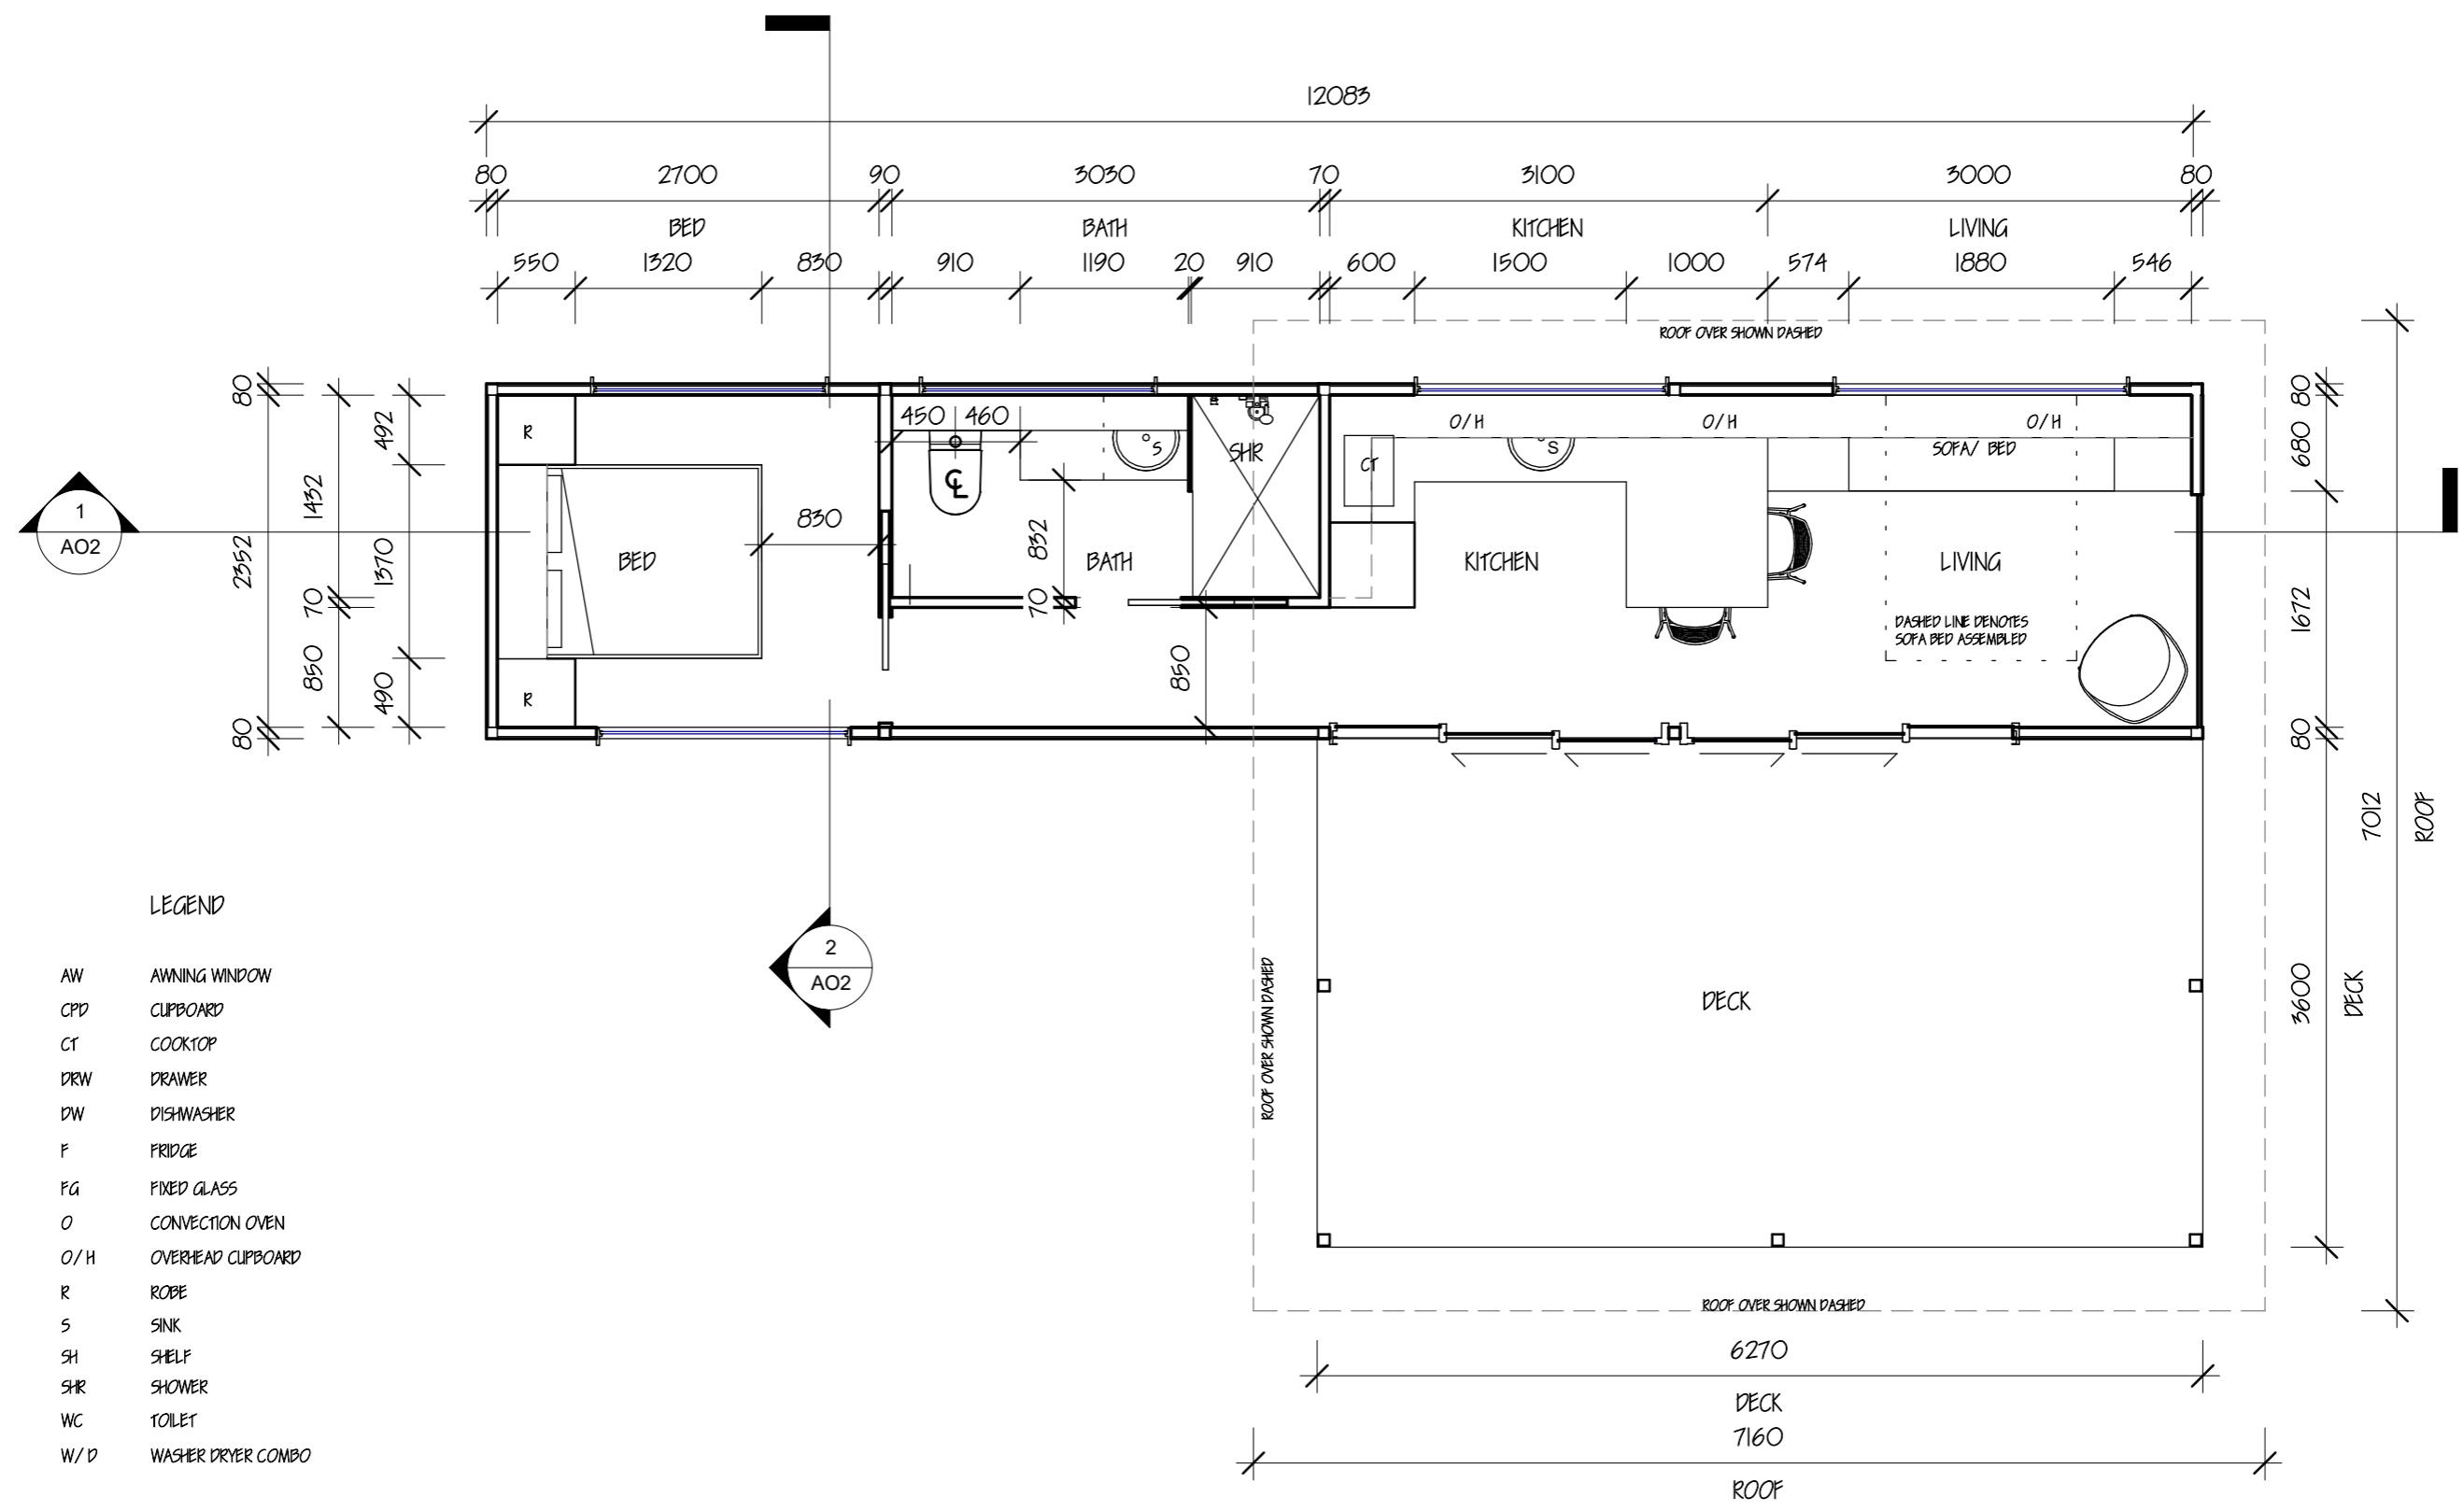 12083
80 2700 90 3030 70 3100 3000 80
BED BATH KITCHEN LIVING
550 1320 830 910 1190 20 910 600 1500 1000 574 1880 546
ROOF OVER SHOWN DASHED
80
2352
80
1432
70
850
492
1370
490
R
BED
R
830
450 460
S
832
70
BATH
SHR
850
O/H O/H O/H
CT
S
KITCHEN
SOFA/ BED
LIVING
DASHED LINE DENOTES
SOFA BED ASSEMBLED
80
680
1672
80
3600
DECK
7012
ROOF
1
AO2
2
AO2
DECK
ROOF OVER SHOWN DASHED
ROOF OVER SHOWN DASHED
6270
DECK
7160
ROOF
LEGEND
AW AWNING WINDOW
CPD CUPBOARD
CT COOKTOP
DRW DRAWER
DW DISHWASHER
F FRIDGE
FG FIXED GLASS
O CONVECTION OVEN
O/H OVERHEAD CUPBOARD
R ROBE
S SINK
SH SHELF
SHR SHOWER
WC TOILET
W/D WASHER DRYER COMBO